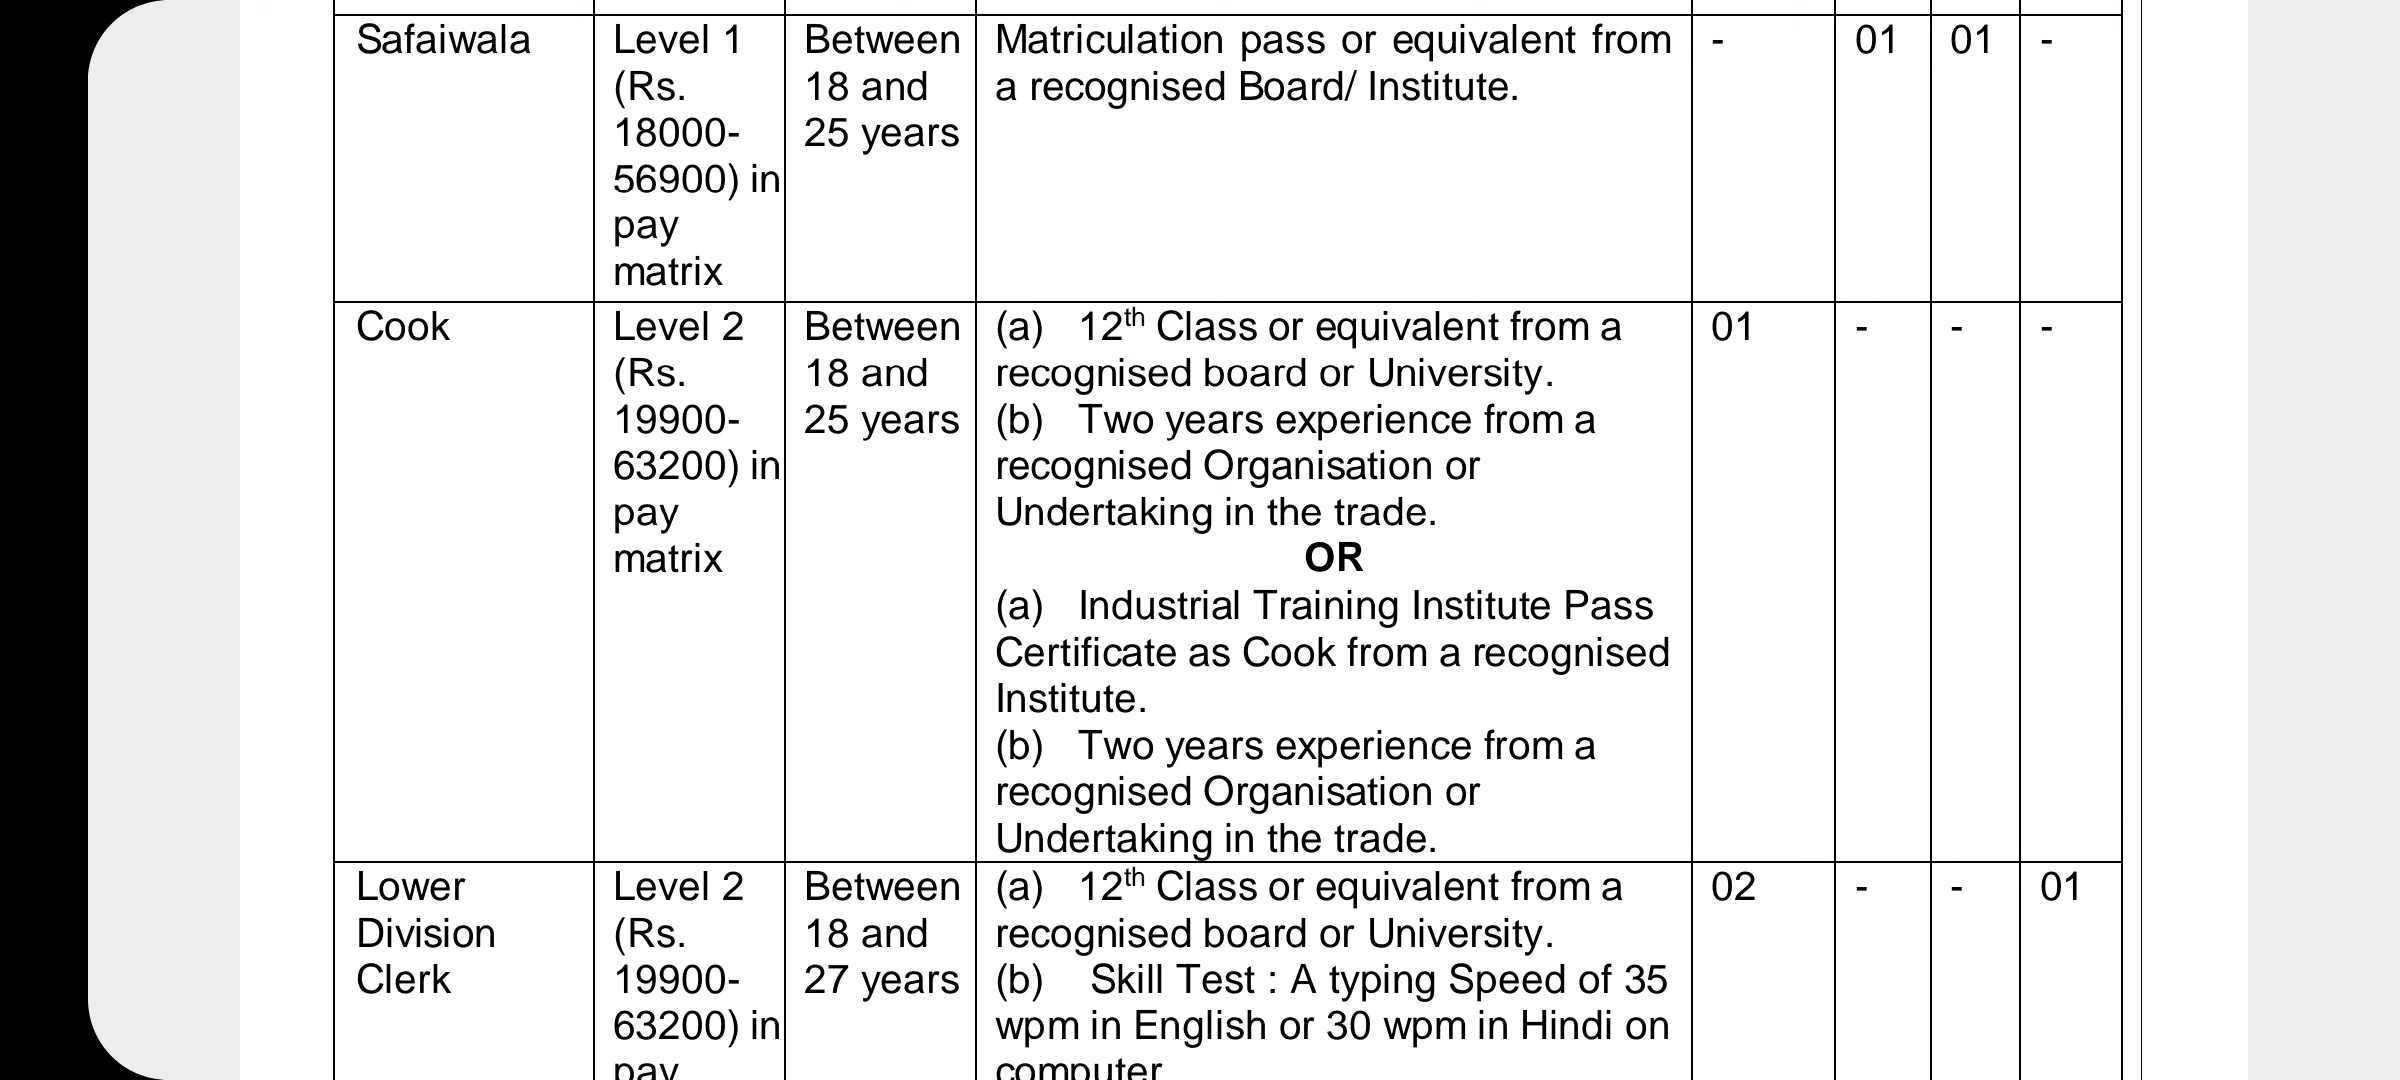 Safaiwala Level 1 Between Matriculation pass or equivalent from - 01 01 -
(Rs. 18 and a recognised Board/ Institute.
18000- 25 years
56900) in
pay
matrix
Cook Level 2 Between (a) 12th Class or equivalent from a 01 - - -
(Rs. 18 and recognised board or University.
19900- 25 years (b) Two years experience from a
63200) in recognised Organisation or
pay Undertaking in the trade.
matrix OR
(a) Industrial Training Institute Pass
Certificate as Cook from a recognised
Institute.
(b) Two years experience from a
recognised Organisation or
Undertaking in the trade.
Lower Level 2 Between (a) 12th Class or equivalent from a 02 - - 01
Division (Rs. 18 and recognised board or University.
Clerk 19900- 27 years (b) Skill Test : A typing Speed of 35
63200) in wpm in English or 30 wpm in Hindi on
pay computer